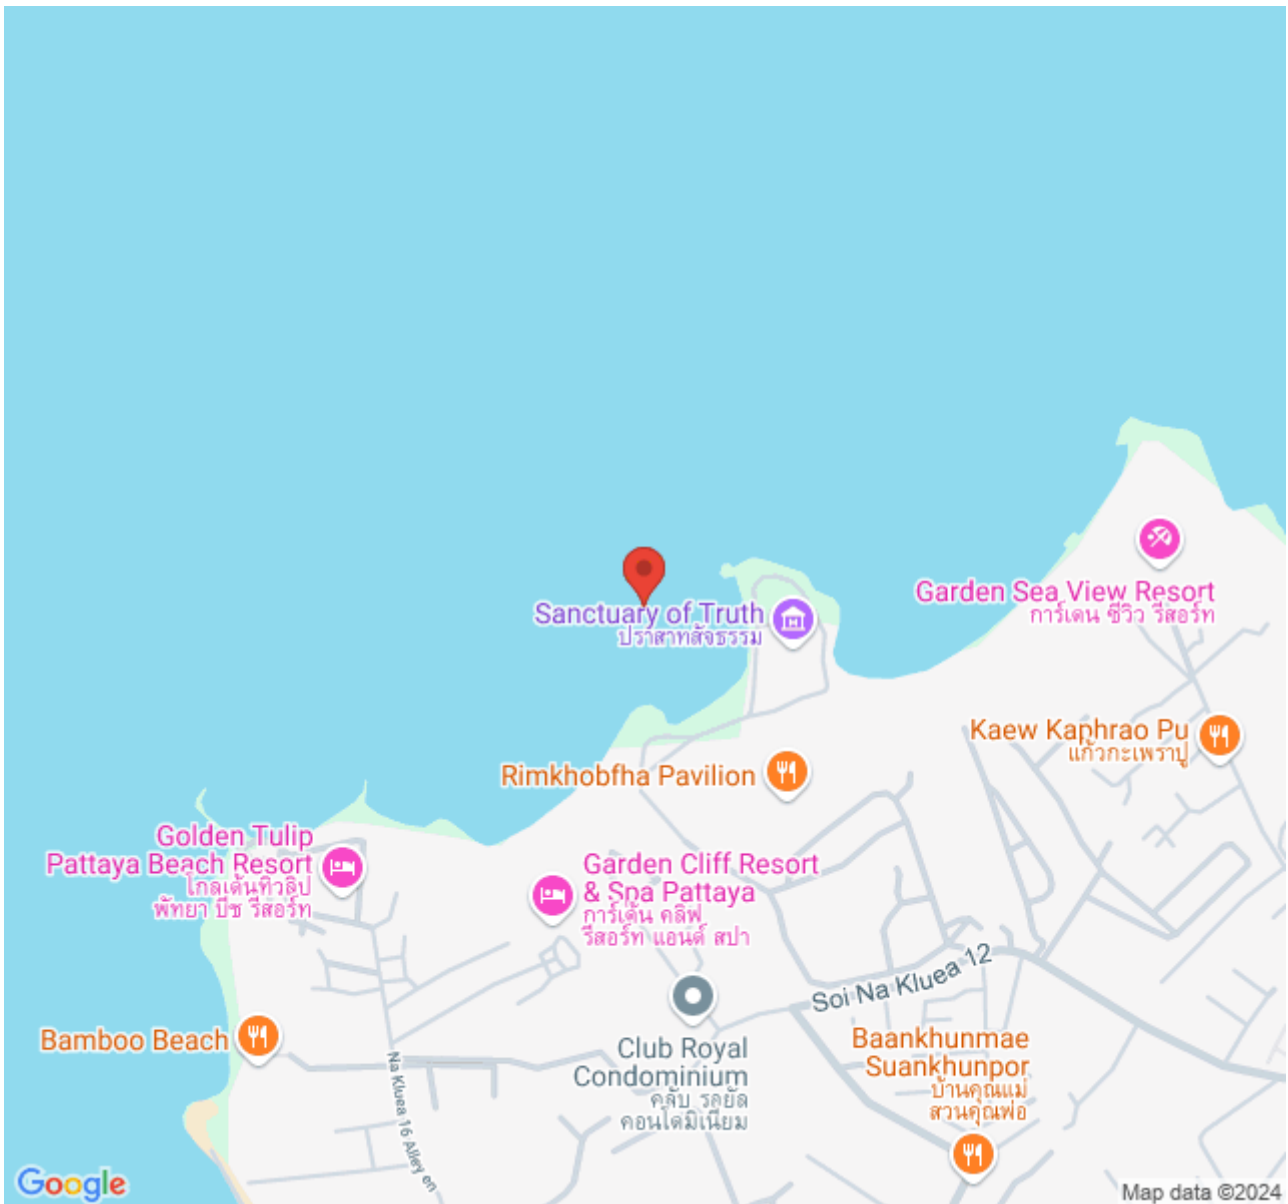 Sanctuary of Truth
ปราสาทสัจธรรม
Garden Sea View Resort
การ์เดน ซีวิว รีสอร์ท
Kaew Kaphrao Pu
แก้วกะเพราปู
Rimkhobfha Pavilion
Golden Tulip
Pattaya Beach Resort
โกลเด้นทิวลิป
พัทยา บีช รีสอร์ท
Garden Cliff Resort
& Spa Pattaya
การ์เด้น คลิฟ
รีสอร์ท แอนด์ สปา
Soi Na Kluea 12
Bamboo Beach
Na Kluea 16 Alley
Club Royal
Condominium
คลับ รอยัล
คอนโดมิเนียม
Baankhunmae
Suankhunpor
บ้านคุณแม่
สวนคุณพ่อ
Google
Map data ©2024